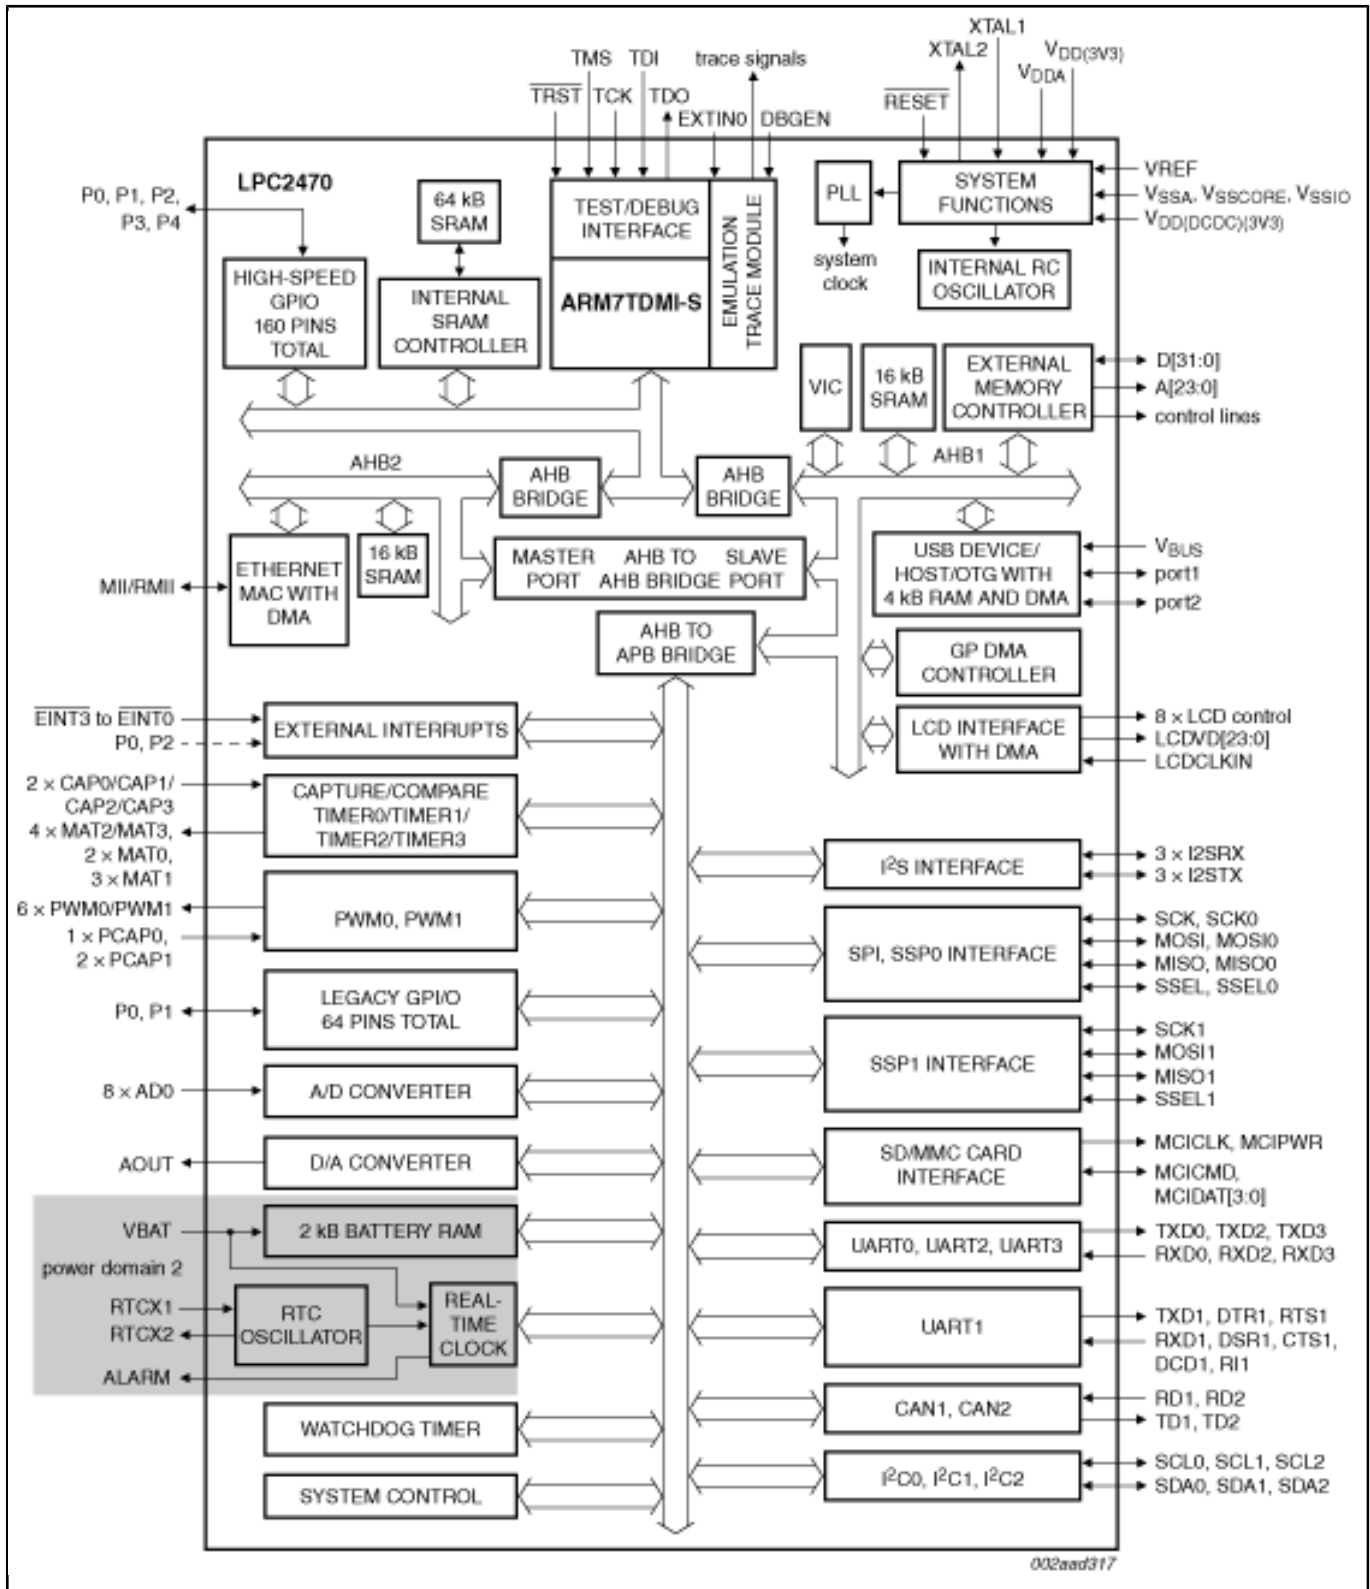 XTAL1
XTAL2
VDD(3V3)
VDDA
TMS TDI
trace signals
TRST TCK TDO
EXTIN0 DBGEN
RESET
LPC2470
P0, P1, P2,
P3, P4
64 kB
SRAM
TEST/DEBUG
INTERFACE
EMULATION
TRACE MODULE
PLL
SYSTEM
FUNCTIONS
VREF
VSSA, VSSCORE, VSSIO
VDD(DCDC)(3V3)
system
clock
HIGH-SPEED
GPIO
160 PINS
TOTAL
INTERNAL
SRAM
CONTROLLER
ARM7TDMI-S
INTERNAL RC
OSCILLATOR
VIC
16 kB
SRAM
EXTERNAL
MEMORY
CONTROLLER
D[31:0]
A[23:0]
control lines
AHB2
AHB
BRIDGE
AHB
BRIDGE
AHB1
ETHERNET
MAC WITH
DMA
MII/RMII
16 kB
SRAM
MASTER AHB TO SLAVE
PORT AHB BRIDGE PORT
USB DEVICE/
HOST/OTG WITH
4 kB RAM AND DMA
VBUS
port1
port2
AHB TO
APB BRIDGE
GP DMA
CONTROLLER
LCD INTERFACE
WITH DMA
8 x LCD control
LCDVD[23:0]
LCDCLKIN
EINT3 to EINT0
P0, P2
EXTERNAL INTERRUPTS
2 x CAP0/CAP1/
CAP2/CAP3
4 x MAT2/MAT3,
2 x MAT0,
3 x MAT1
CAPTURE/COMPARE
TIMER0/TIMER1/
TIMER2/TIMER3
6 x PWM0/PWM1
1 x PCAP0,
2 x PCAP1
PWM0, PWM1
P0, P1
LEGACY GPI/O
64 PINS TOTAL
8 x AD0
A/D CONVERTER
AOUT
D/A CONVERTER
VBAT
2 kB BATTERY RAM
power domain 2
RTCX1
RTCX2
RTC
OSCILLATOR
REAL-
TIME
CLOCK
ALARM
WATCHDOG TIMER
SYSTEM CONTROL
I2S INTERFACE
3 x I2SRX
3 x I2STX
SPI, SSP0 INTERFACE
SCK, SCK0
MOSI, MOSI0
MISO, MISO0
SSEL, SSEL0
SSP1 INTERFACE
SCK1
MOSI1
MISO1
SSEL1
SD/MMC CARD
INTERFACE
MCICLK, MCIPWR
MCICMD,
MCIDAT[3:0]
UART0, UART2, UART3
TXD0, TXD2, TXD3
RXD0, RXD2, RXD3
UART1
TXD1, DTR1, RTS1
RXD1, DSR1, CTS1,
DCD1, RI1
CAN1, CAN2
RD1, RD2
TD1, TD2
I2C0, I2C1, I2C2
SCL0, SCL1, SCL2
SDA0, SDA1, SDA2
002aad317